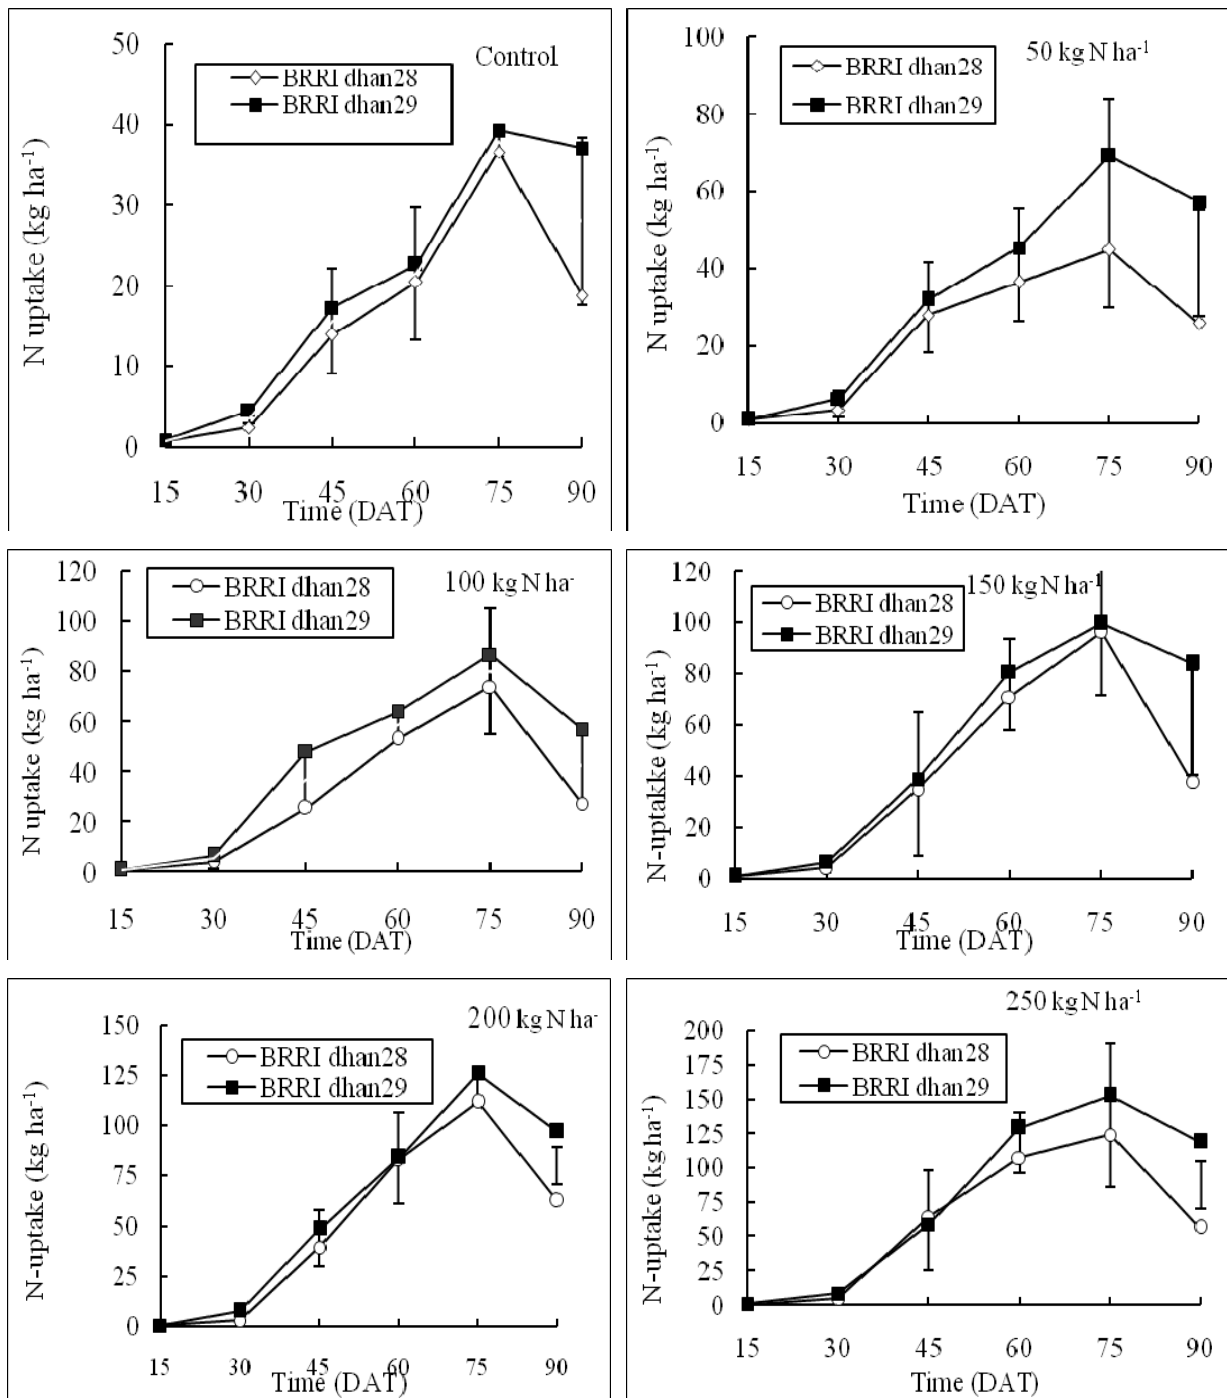 Control
BRRI dhan28
BRRI dhan29
N uptake (kg ha⁻¹)
50
40
30
20
10
0
15 30 45 60 75 90
Time (DAT)
50 kg N ha⁻¹
BRRI dhan28
BRRI dhan29
N uptake (kg ha⁻¹)
100
80
60
40
20
0
15 30 45 60 75 90
Time (DAT)
100 kg N ha⁻
BRRI dhan28
BRRI dhan29
N uptake (kg ha⁻¹)
120
100
80
60
40
20
0
15 30 45 60 75 90
Time (DAT)
150 kg N ha⁻¹
BRRI dhan28
BRRI dhan29
N-uptakke (kg ha⁻¹)
120
100
80
60
40
20
0
15 30 45 60 75 90
Time (DAT)
200 kg N ha⁻
BRRI dhan28
BRRI dhan29
N-uptake (kg ha⁻¹)
150
125
100
75
50
25
0
15 30 45 60 75 90
Time (DAT)
250 kg N ha⁻¹
BRRI dhan28
BRRI dhan29
N-uptake (kg ha⁻¹)
200
175
150
125
100
75
50
25
0
15 30 45 60 75 90
Time (DAT)